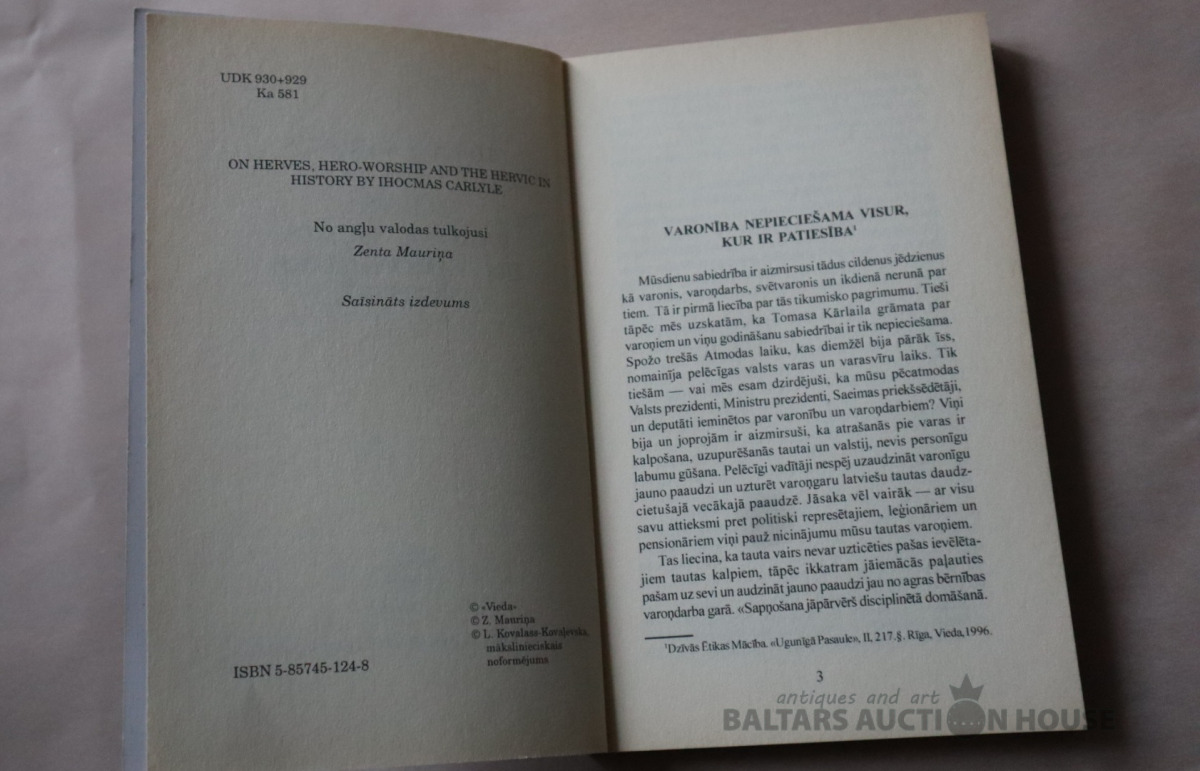 UDK 930+929
Ka 581
ON HERVES, HERO-WORSHIP AND THE HERVIC IN
HISTORY BY IHOCMAS CARLYLE
No angļu valodas tulkojusi
Zenta Mauriņa
Saīsināts izdevums
© «Vieda»
© Z. Mauriņa
© L. Kovalass-Kovaļevska,
mākslinieciskais
noformējums
ISBN 5-85745-124-8
VARONĪBA NEPIECIEŠAMA VISUR,
KUR IR PATIESĪBA¹
Mūsdienu sabiedrība ir aizmirsusi tādus cildenus jēdzienus
kā varonis, varoņdarbs, svētvaronis un ikdienā nerunā par
tiem. Tā ir pirmā liecība par tās tikumisko pagrimumu. Tieši
tāpēc mēs uzskatām, ka Tomasa Kārlaila grāmata par
varoņiem un viņu godināšanu sabiedrībai ir tik nepieciešama.
Spožo trešās Atmodas laiku, kas diemžēl bija pārāk īss,
nomainīja pelēcīgas valsts varas un varasvīru laiks. Tik
tiešām — vai mēs esam dzirdējuši, ka mūsu pēcatmodas
Valsts prezidenti, Ministru prezidenti, Saeimas priekšsēdētāji,
un deputāti ieminētos par varonību un varoņdarbiem? Viņi
bija un joprojām ir aizmirsuši, ka atrašanās pie varas ir
kalpošana, uzupurēšanās tautai un valstij, nevis personīgu
labumu gūšana. Pelēcīgi vadītāji nespēj uzaudzināt varonīgu
jauno paaudzi un uzturēt varoņgaru latviešu tautas daudz-
cietušajā vecākajā paaudzē. Jāsaka vēl vairāk — ar visu
savu attieksmi pret politiski represētajiem, leģionāriem un
pensionāriem viņi pauž nicinājumu mūsu tautas varoņiem.
Tas liecina, ka tauta vairs nevar uzticēties pašas ievēlēta-
jiem tautas kalpiem, tāpēc ikkatram jāiemācās paļauties
pašam uz sevi un audzināt jauno paaudzi jau no agras bērnības
varoņdarba garā. «Sapņošana jāpārvērš disciplinētā domāšanā.
¹Dzīvās Ētikas Mācība. «Ugunīgā Pasaule», II, 217.§. Rīga, Vieda,1996.
3
antiques and art
BALTARS AUCTION HOUSE